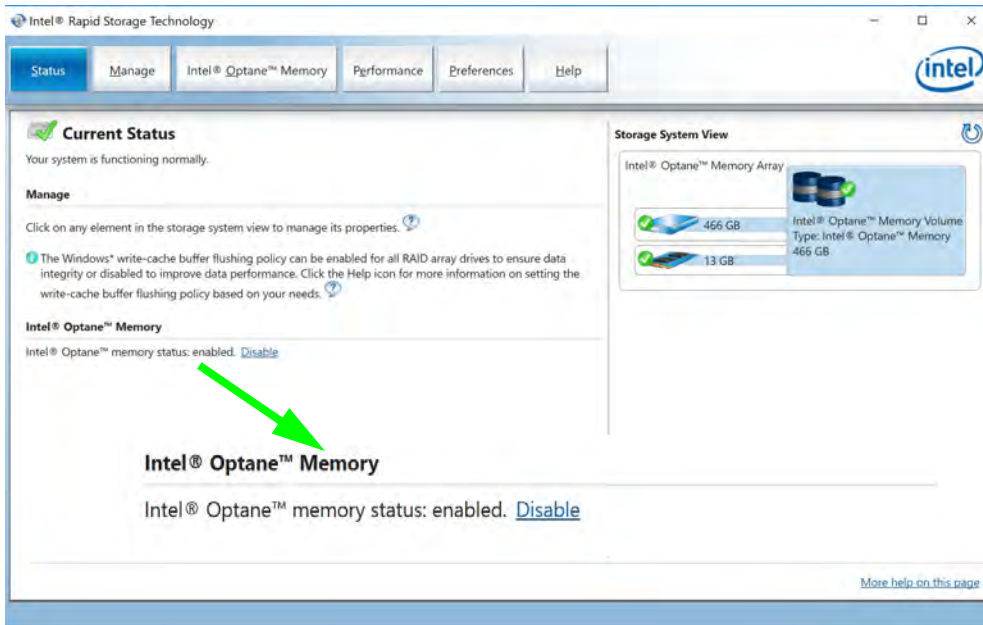 Intel® Rapid Storage Technology
Status
Manage
Intel® Optane™ Memory
Performance
Preferences
Help
intel
Current Status
Your system is functioning normally.
Manage
Click on any element in the storage system view to manage its properties.
The Windows* write-cache buffer flushing policy can be enabled for all RAID array drives to ensure data
integrity or disabled to improve data performance. Click the Help icon for more information on setting the
write-cache buffer flushing policy based on your needs.
Intel® Optane™ Memory
Intel® Optane™ memory status: enabled. Disable
Storage System View
Intel® Optane™ Memory Array
466 GB
13 GB
Intel® Optane™ Memory Volume
Type: Intel® Optane™ Memory
466 GB
Intel® Optane™ Memory
Intel® Optane™ memory status: enabled. Disable
More help on this page